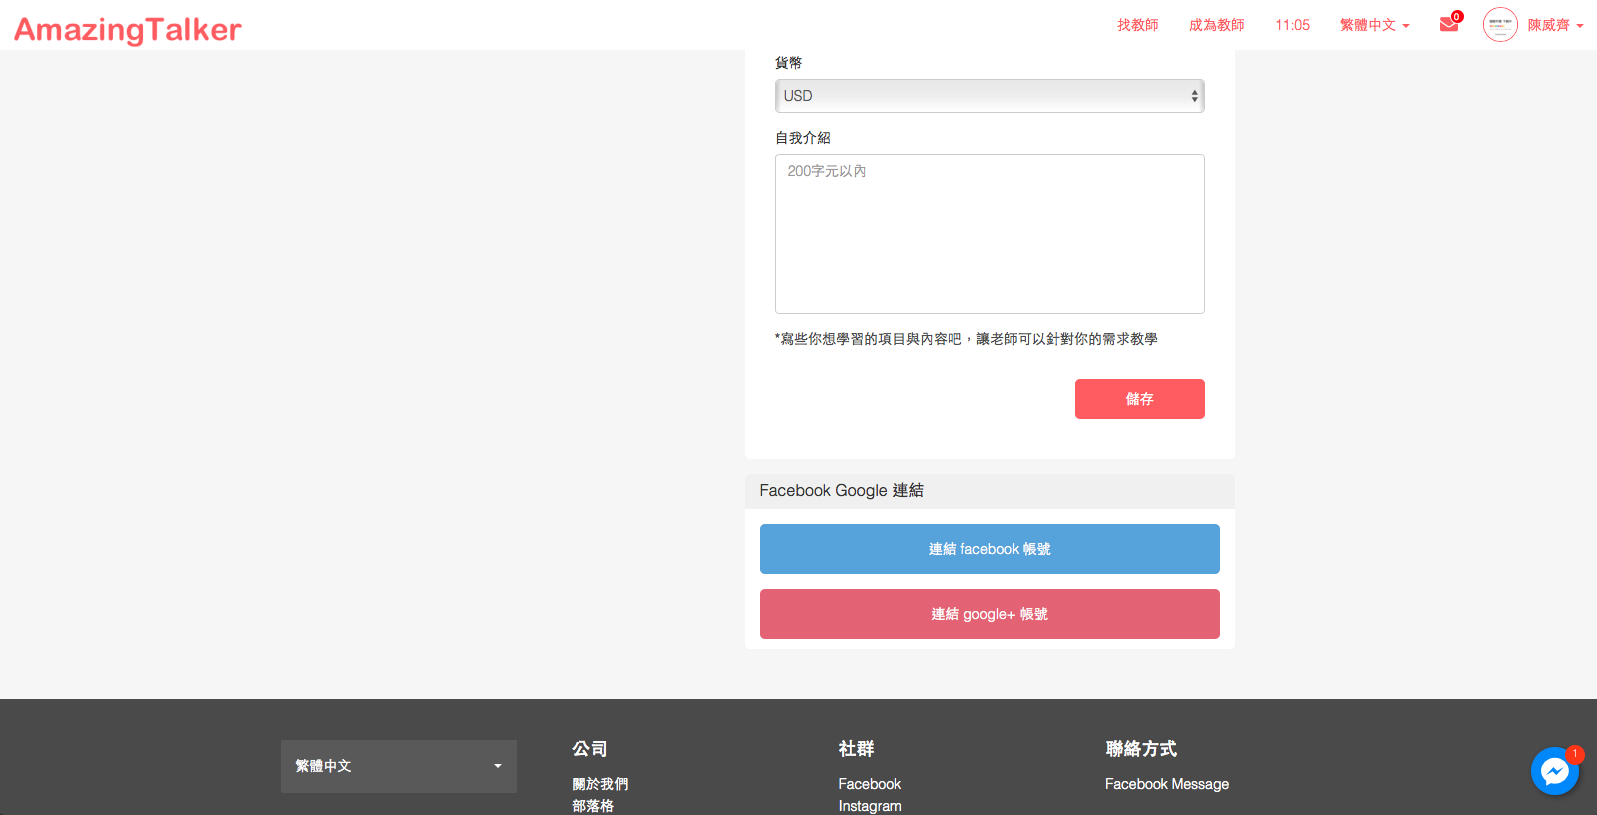 AmazingTalker
找教師
成為教師
11:05
繁體中文
0
陳威齊
貨幣
USD
自我介紹
200字元以內
*寫些你想學習的項目與內容吧，讓老師可以針對你的需求教學
儲存
Facebook Google 連結
連結 facebook 帳號
連結 google+ 帳號
繁體中文
公司
關於我們
部落格
社群
Facebook
Instagram
聯絡方式
Facebook Message
1